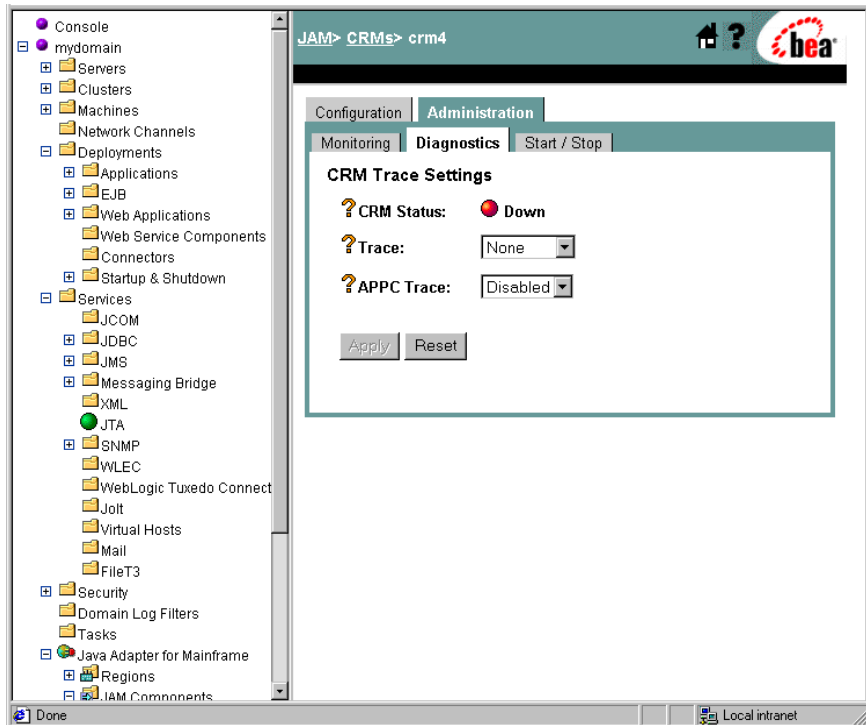 Console
mydomain
Servers
Clusters
Machines
Network Channels
Deployments
Applications
EJB
Web Applications
Web Service Components
Connectors
Startup & Shutdown
Services
JCOM
JDBC
JMS
Messaging Bridge
XML
JTA
SNMP
WLEC
WebLogic Tuxedo Connect
Jolt
Virtual Hosts
Mail
FileT3
Security
Domain Log Filters
Tasks
Java Adapter for Mainframe
Regions
JAM Components
JAM> CRMs> crm4
? bea
Configuration Administration
Monitoring Diagnostics Start / Stop
CRM Trace Settings
? CRM Status: Down
? Trace: None
? APPC Trace: Disabled
Apply Reset
Done Local intranet